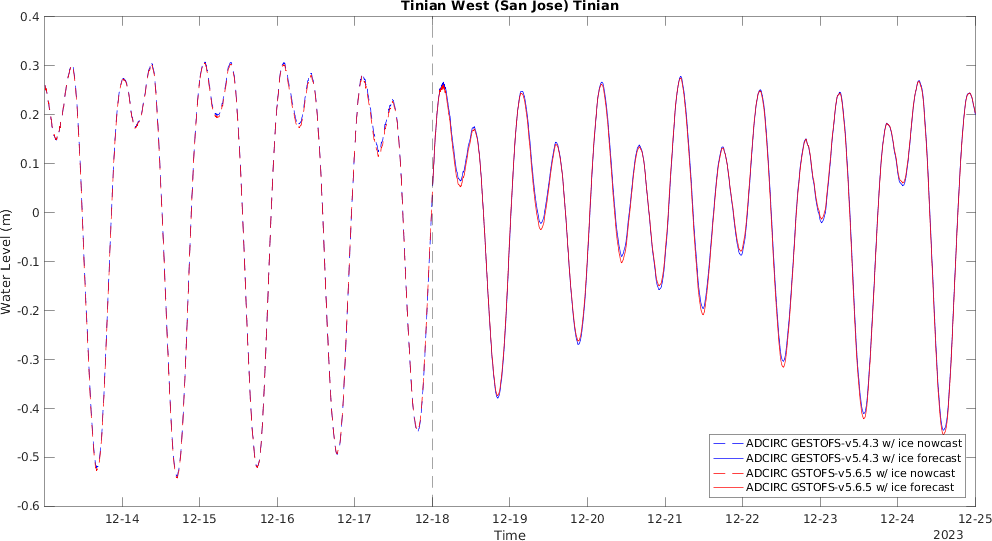 Tinian West (San Jose) Tinian
0.4
0.3
0.2
0.1
0
-0.1
-0.2
-0.3
-0.4
-0.5
-0.6
Water Level (m)
ADCIRC GESTOFS-v5.4.3 w/ ice nowcast
ADCIRC GESTOFS-v5.4.3 w/ ice forecast
ADCIRC GSTOFS-v5.6.5 w/ ice nowcast
ADCIRC GSTOFS-v5.6.5 w/ ice forecast
12-14 12-15 12-16 12-17 12-18 12-19 12-20 12-21 12-22 12-23 12-24 12-25
Time
2023